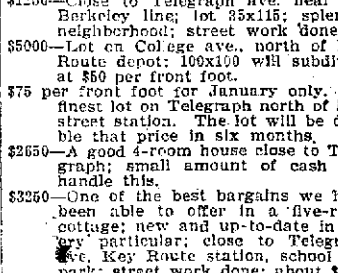 $1250—Close to Telegraph Ave. near
Berkeley line; lot 35x115; splen
neighborhood; street work done
$5000—Lot on College ave., north of
Route depot; 100x100 will subdi
at $50 per front foot.
$75 per front foot for January only.
finest lot on Telegraph north of
street station. The lot will be d
ble that price in six months.
$2650—A good 4-room house close to T
graph; small amount of cash
handle this.
$3250—One of the best bargains we h
been able to offer in a five-r
cottage; new and up-to-date in
ery particular; close to Telegr
Ave, Key Route station, school
park; street work done; about